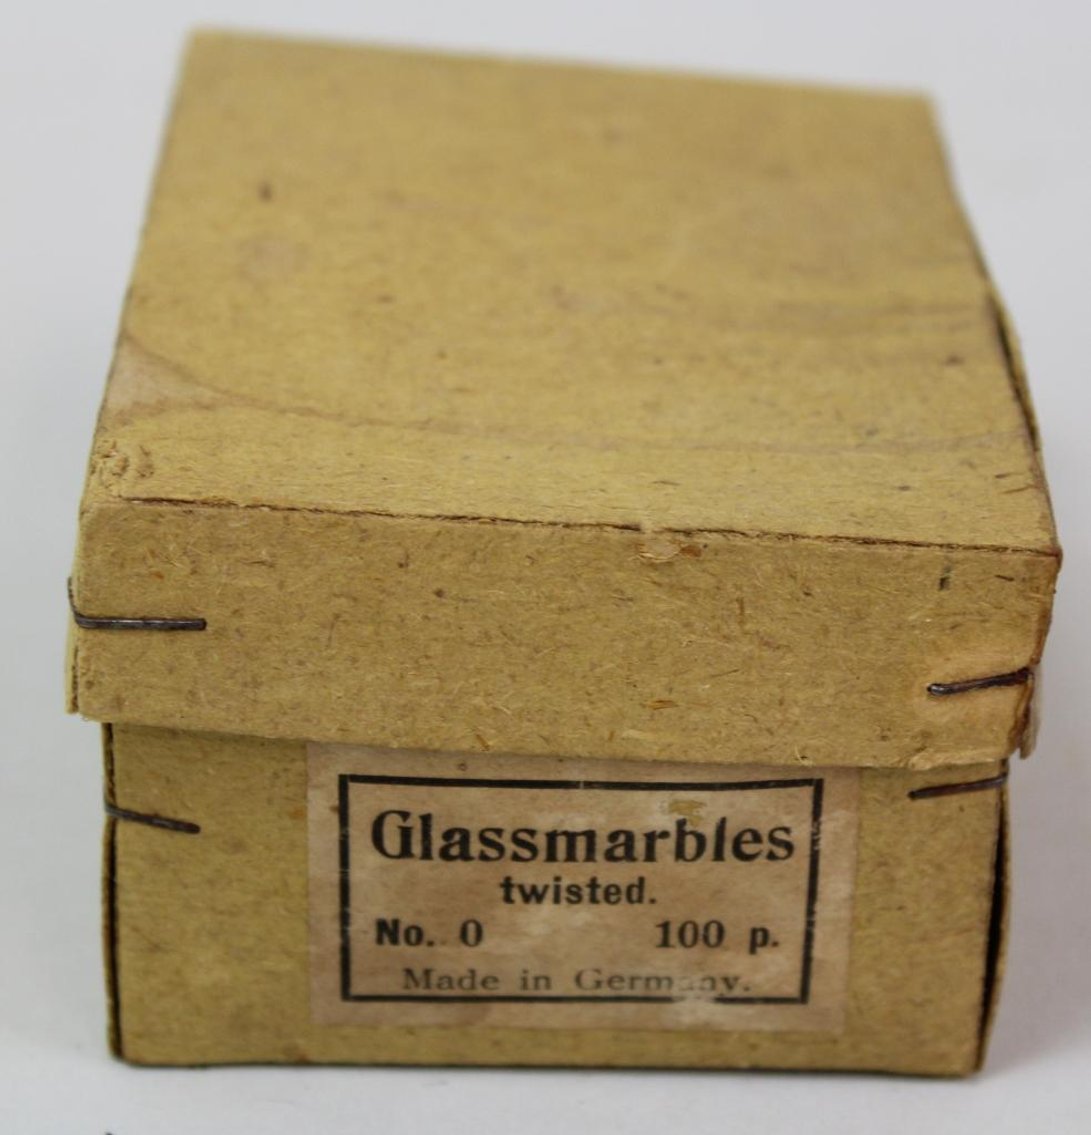 Glassmarbles
twisted.
No. 0 100 p.
Made in Germany.